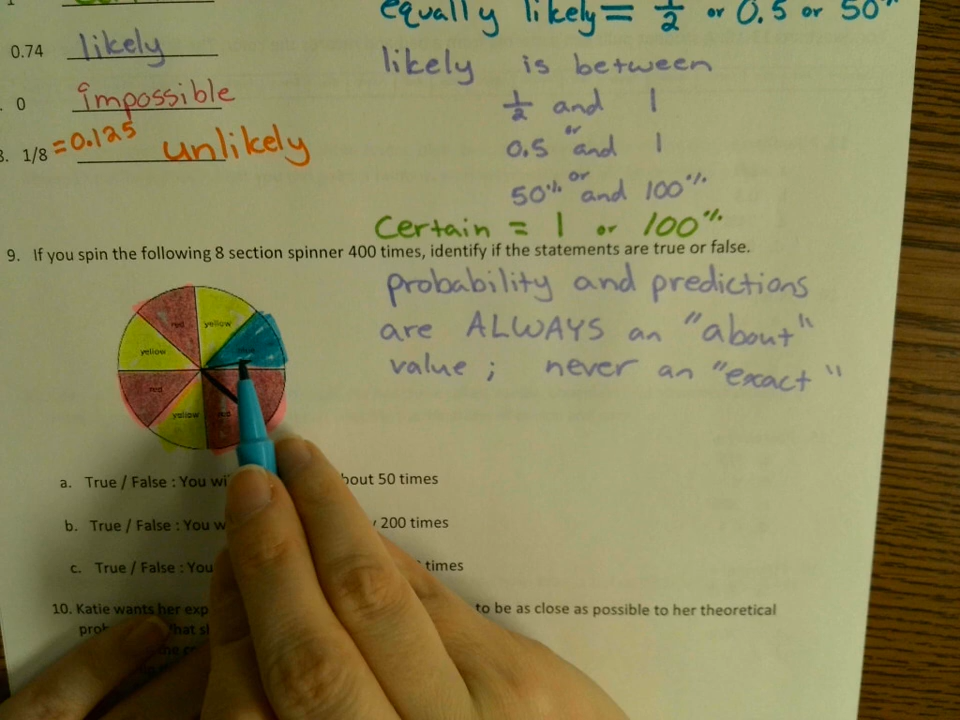 equally likely = 1/2 or 0.5 or 50%
0.74 likely
likely is between
0 impossible
1/2 and 1
or
1/8 = 0.125 unlikely
0.5 and 1
or
50% and 100%
Certain = 1 or 100%
9. If you spin the following 8 section spinner 400 times, identify if the statements are true or false.
probability and predictions
are ALWAYS an "about"
value; never an "exact"
red
yellow
yellow
red
yellow
red
a. True / False : You bout 50 times
b. True / False : You 200 times
c. True / False : You times
10. Katie wants her to be as close as possible to her theoretical